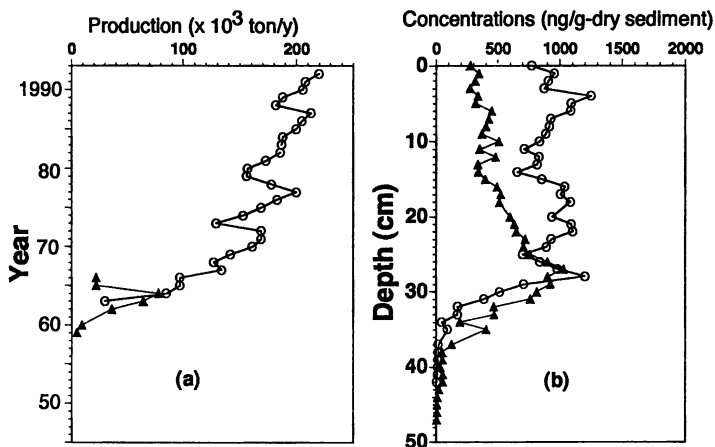 Production (x 10³ ton/y)
0 100 200
Year
1990
80
70
60
50
(a)
Concentrations (ng/g-dry sediment)
0 500 1000 1500 2000
Depth (cm)
0
10
20
30
40
50
(b)